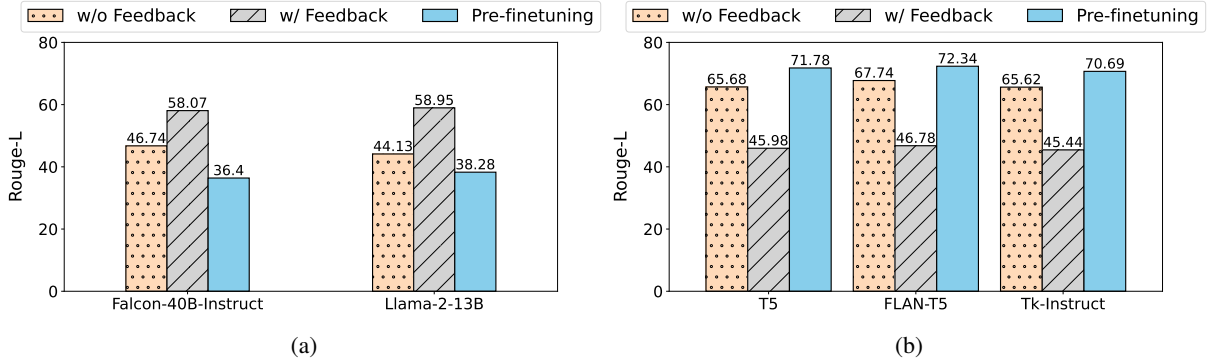 w/o Feedback w/ Feedback Pre-finetuning
80
60
40
20
0
Rouge-L
46.74 58.07 36.4
44.13 58.95 38.28
Falcon-40B-Instruct Llama-2-13B
(a)
w/o Feedback w/ Feedback Pre-finetuning
80
60
40
20
0
Rouge-L
65.68 45.98 71.78
67.74 46.78 72.34
65.62 45.44 70.69
T5 FLAN-T5 Tk-Instruct
(b)